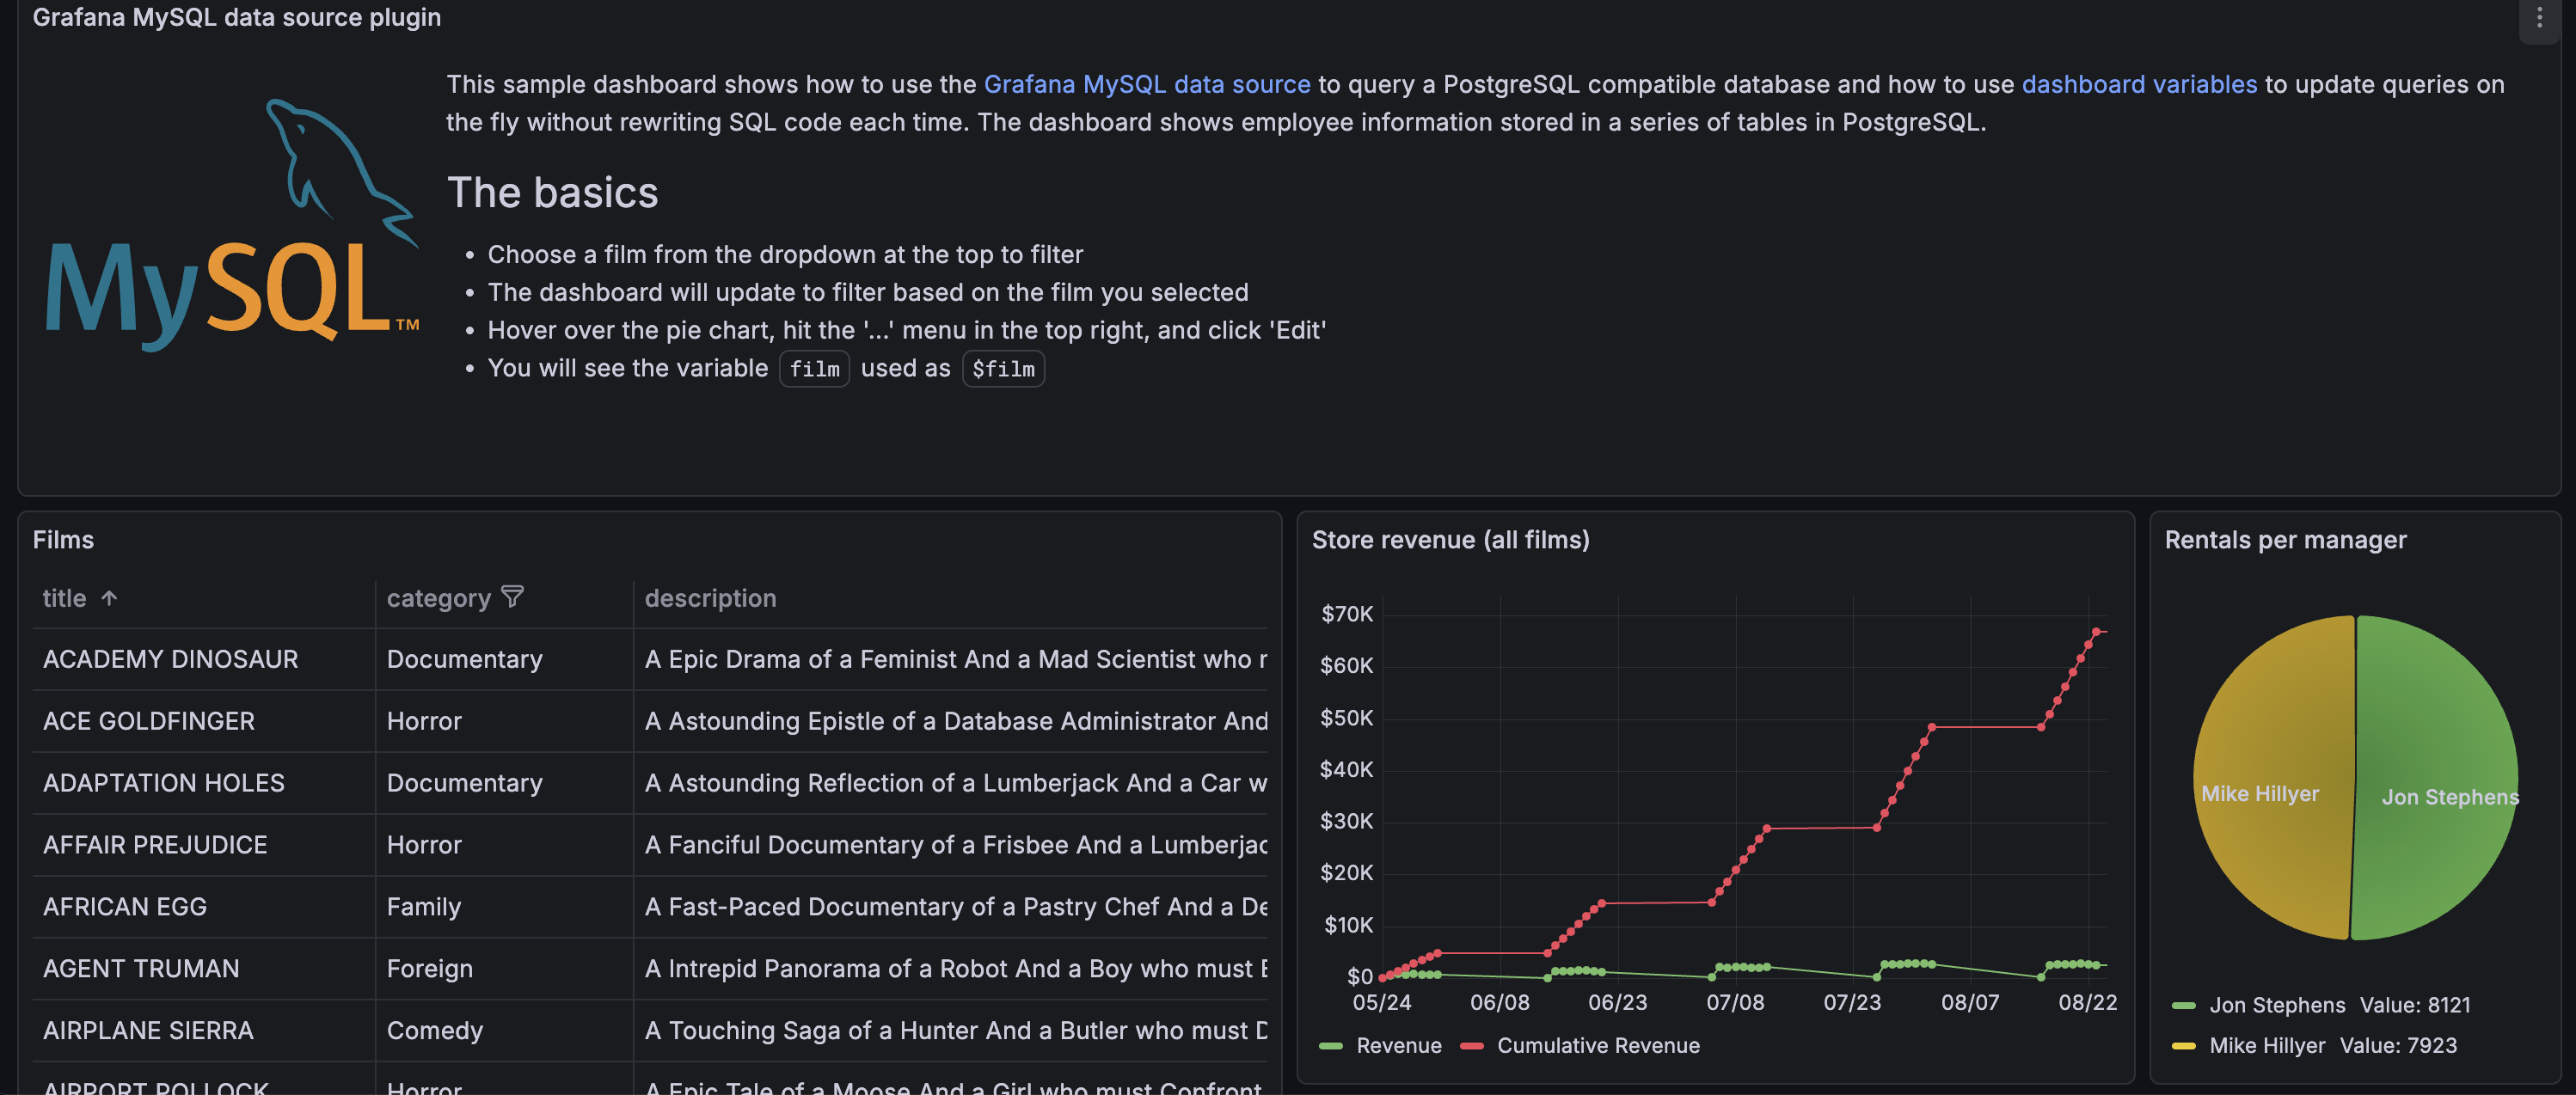 Grafana MySQL data source plugin
This sample dashboard shows how to use the Grafana MySQL data source to query a PostgreSQL compatible database and how to use dashboard variables to update queries on
the fly without rewriting SQL code each time. The dashboard shows employee information stored in a series of tables in PostgreSQL.
MySQL™
The basics
• Choose a film from the dropdown at the top to filter
• The dashboard will update to filter based on the film you selected
• Hover over the pie chart, hit the '...' menu in the top right, and click 'Edit'
• You will see the variable film used as $film
Films
title ↑ category description
ACADEMY DINOSAUR Documentary A Epic Drama of a Feminist And a Mad Scientist who
ACE GOLDFINGER Horror A Astounding Epistle of a Database Administrator And
ADAPTATION HOLES Documentary A Astounding Reflection of a Lumberjack And a Car w
AFFAIR PREJUDICE Horror A Fanciful Documentary of a Frisbee And a Lumberjac
AFRICAN EGG Family A Fast-Paced Documentary of a Pastry Chef And a De
AGENT TRUMAN Foreign A Intrepid Panorama of a Robot And a Boy who must
AIRPLANE SIERRA Comedy A Touching Saga of a Hunter And a Butler who must D
AIRPORT POLLOCK Horror A Epic Tale of a Moose And a Girl who must Confront
Store revenue (all films)
$70K
$60K
$50K
$40K
$30K
$20K
$10K
$0
05/24 06/08 06/23 07/08 07/23 08/07 08/22
Revenue Cumulative Revenue
Rentals per manager
Mike Hillyer Jon Stephens
Jon Stephens Value: 8121
Mike Hillyer Value: 7923